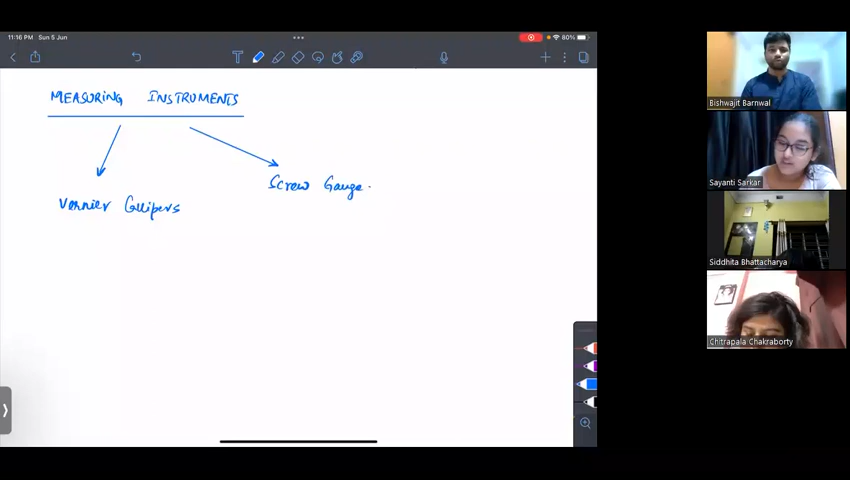 11:16 PM Sun 5 Jun
80%
T
MEASURING INSTRUMENTS
Screw Gauge.
Vernier Callipers
Bishwajit Barnwal
Sayanti Sarkar
Siddhita Bhattacharya
Chitrapala Chakraborty